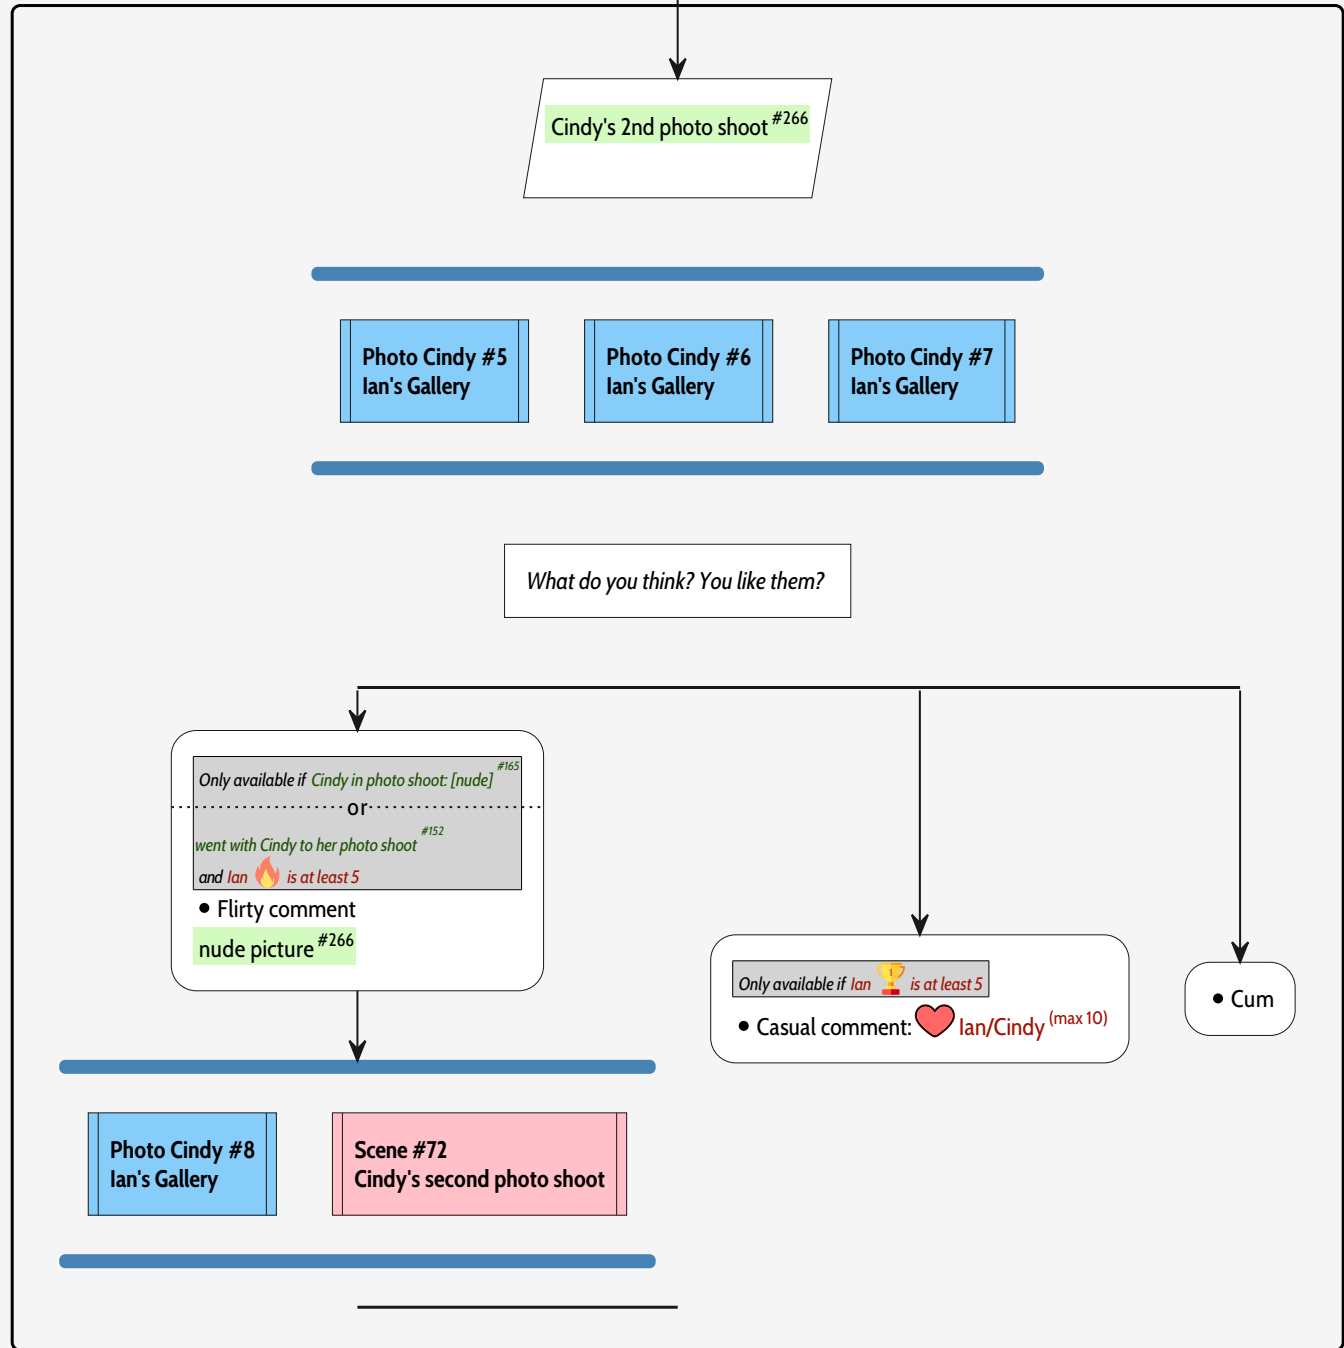 Cindy's 2nd photo shoot #266
Photo Cindy #5
Ian's Gallery
Photo Cindy #6
Ian's Gallery
Photo Cindy #7
Ian's Gallery
What do you think? You like them?
Only available if Cindy in photo shoot: [nude] #165
or
went with Cindy to her photo shoot #152
and Ian is at least 5
• Flirty comment
nude picture #266
Only available if Ian 1 is at least 5
• Casual comment: Ian/Cindy (max 10)
• Cum
Photo Cindy #8
Ian's Gallery
Scene #72
Cindy's second photo shoot